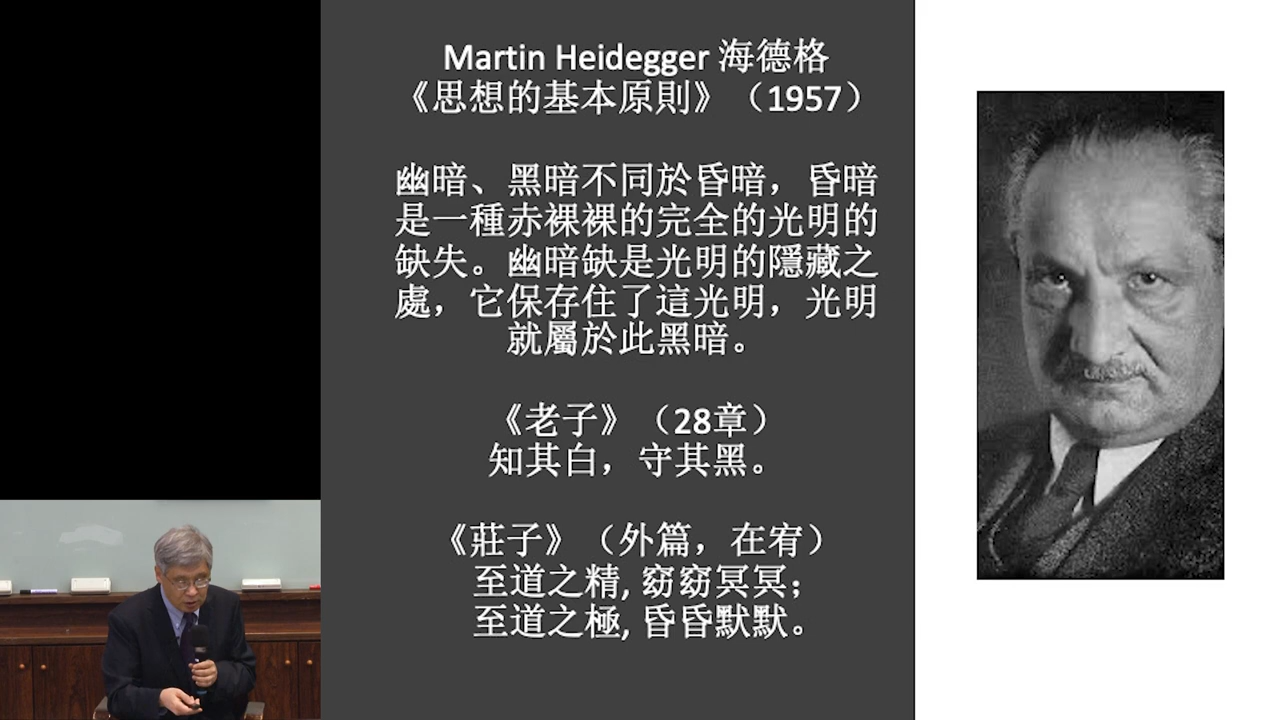 Martin Heidegger 海德格
《思想的基本原則》（1957）
幽暗、黑暗不同於昏暗，昏暗
是一種赤裸裸的完全的光明的
缺失。幽暗缺是光明的隱藏之
處，它保存住了這光明，光明
就屬於此黑暗。
《老子》（28章）
知其白，守其黑。
《莊子》（外篇，在宥）
至道之精, 窈窈冥冥；
至道之極, 昏昏默默。